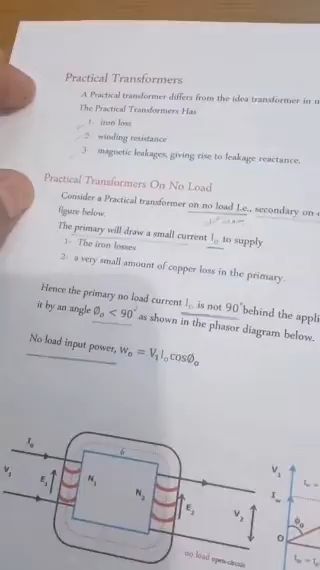 Practical Transformers
A Practical transformer differs from the idea transformer in
The Practical Transformers Has
1- iron loss
2- winding resistance
3- magnetic leakages, giving rise to leakage reactance.
Practical Transformers On No Load
Consider a Practical transformer on no load I.e., secondary on
figure below.
The primary will draw a small current I₀ to supply
1- The iron losses
2- a very small amount of copper loss in the primary.
Hence the primary no load current I₀ is not 90° behind the
it by an angle Ø₀ < 90° as shown in the phasor diagram below.
No load input power, W₀ = V₁I₀cosØ₀
I₀
V₁
E₁
N₁
N₂
E₂
V₂
no load open-circuit
V₁
I_w
ϕ₀
O